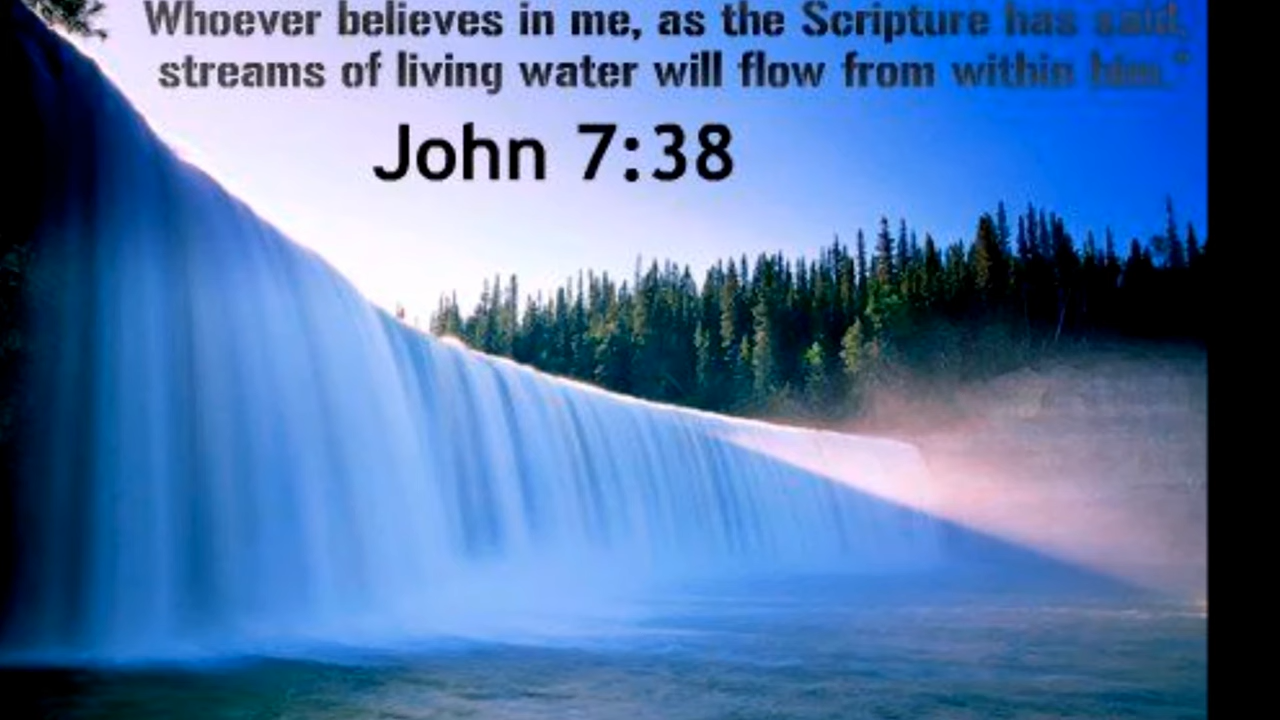 Whoever believes in me, as the Scripture has said,
streams of living water will flow from within him."
John 7:38